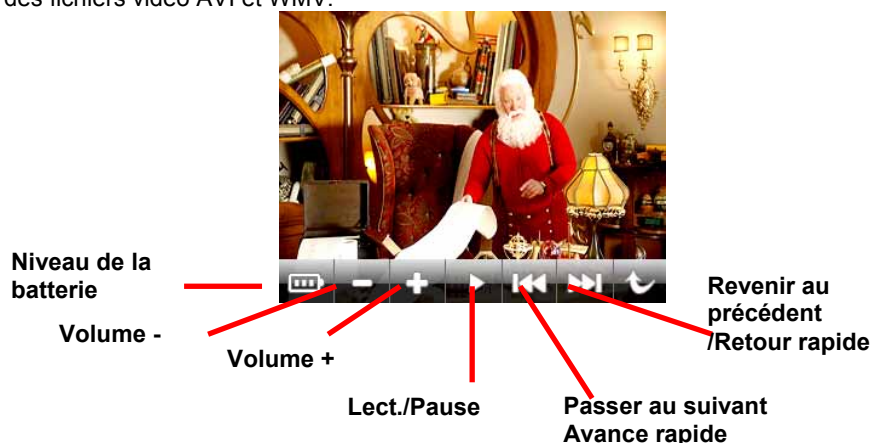 des fichiers vidéo AVI et WMV.
Niveau de la
batterie
Volume -
Volume +
Lect./Pause
Passer au suivant
Avance rapide
Revenir au
précédent
/Retour rapide